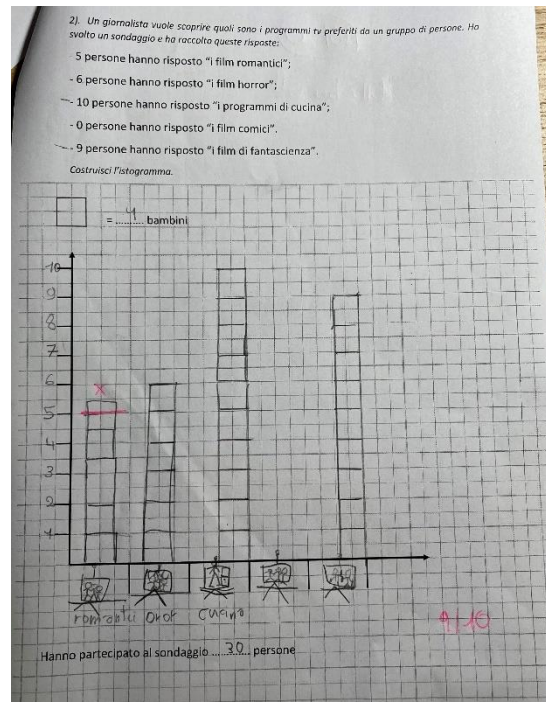 2). Un giornalista vuole scoprire quali sono i programmi tv preferiti da un gruppo di persone. Ha
svolto un sondaggio e ha raccolto queste risposte:
5 persone hanno risposto "i film romantici";
- 6 persone hanno risposto "i film horror";
- 10 persone hanno risposto "i programmi di cucina";
- 0 persone hanno risposto "i film comici".
- 9 persone hanno risposto "i film di fantascienza".
Costruisci l'istogramma.
= ....1.... bambini
10
9
8
7
6
X
5
4
3
2
1
romantici oror cucina
9/10
Hanno partecipato al sondaggio ....30.... persone